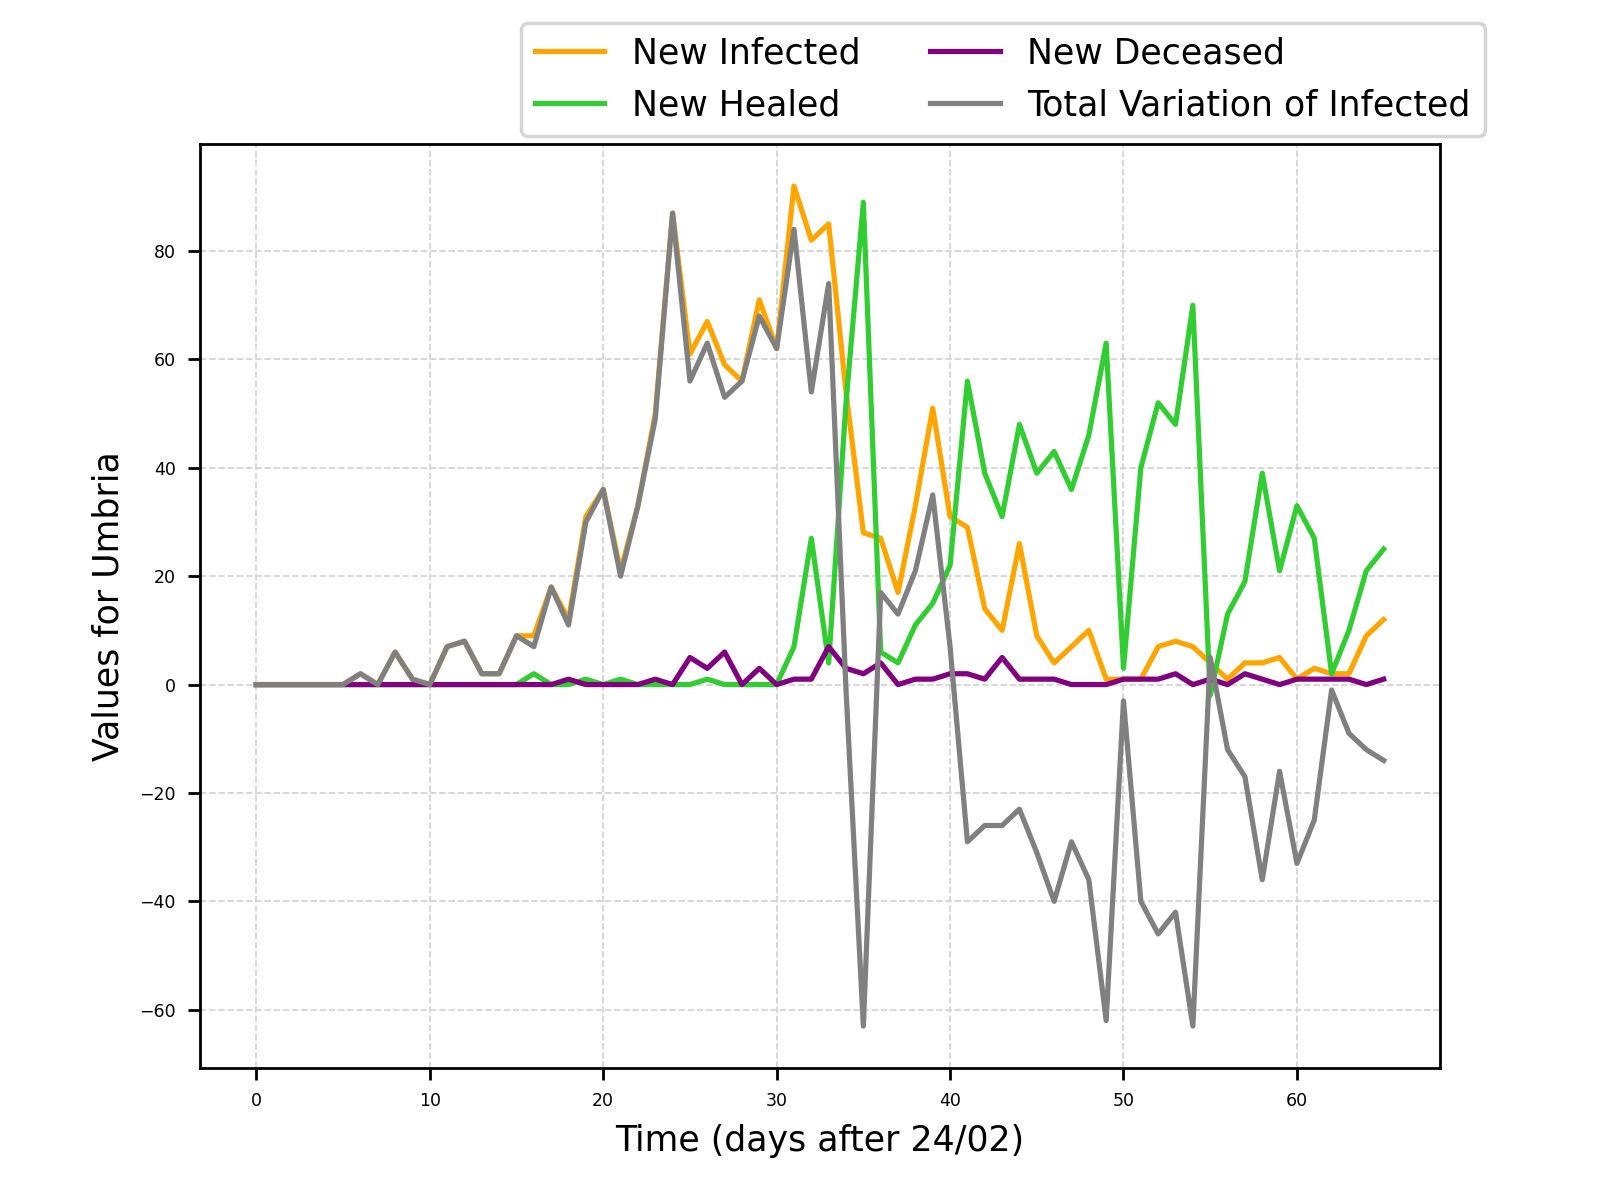 New Infected
New Healed
New Deceased
Total Variation of Infected
Values for Umbria
80
60
40
20
0
−20
−40
−60
0 10 20 30 40 50 60
Time (days after 24/02)